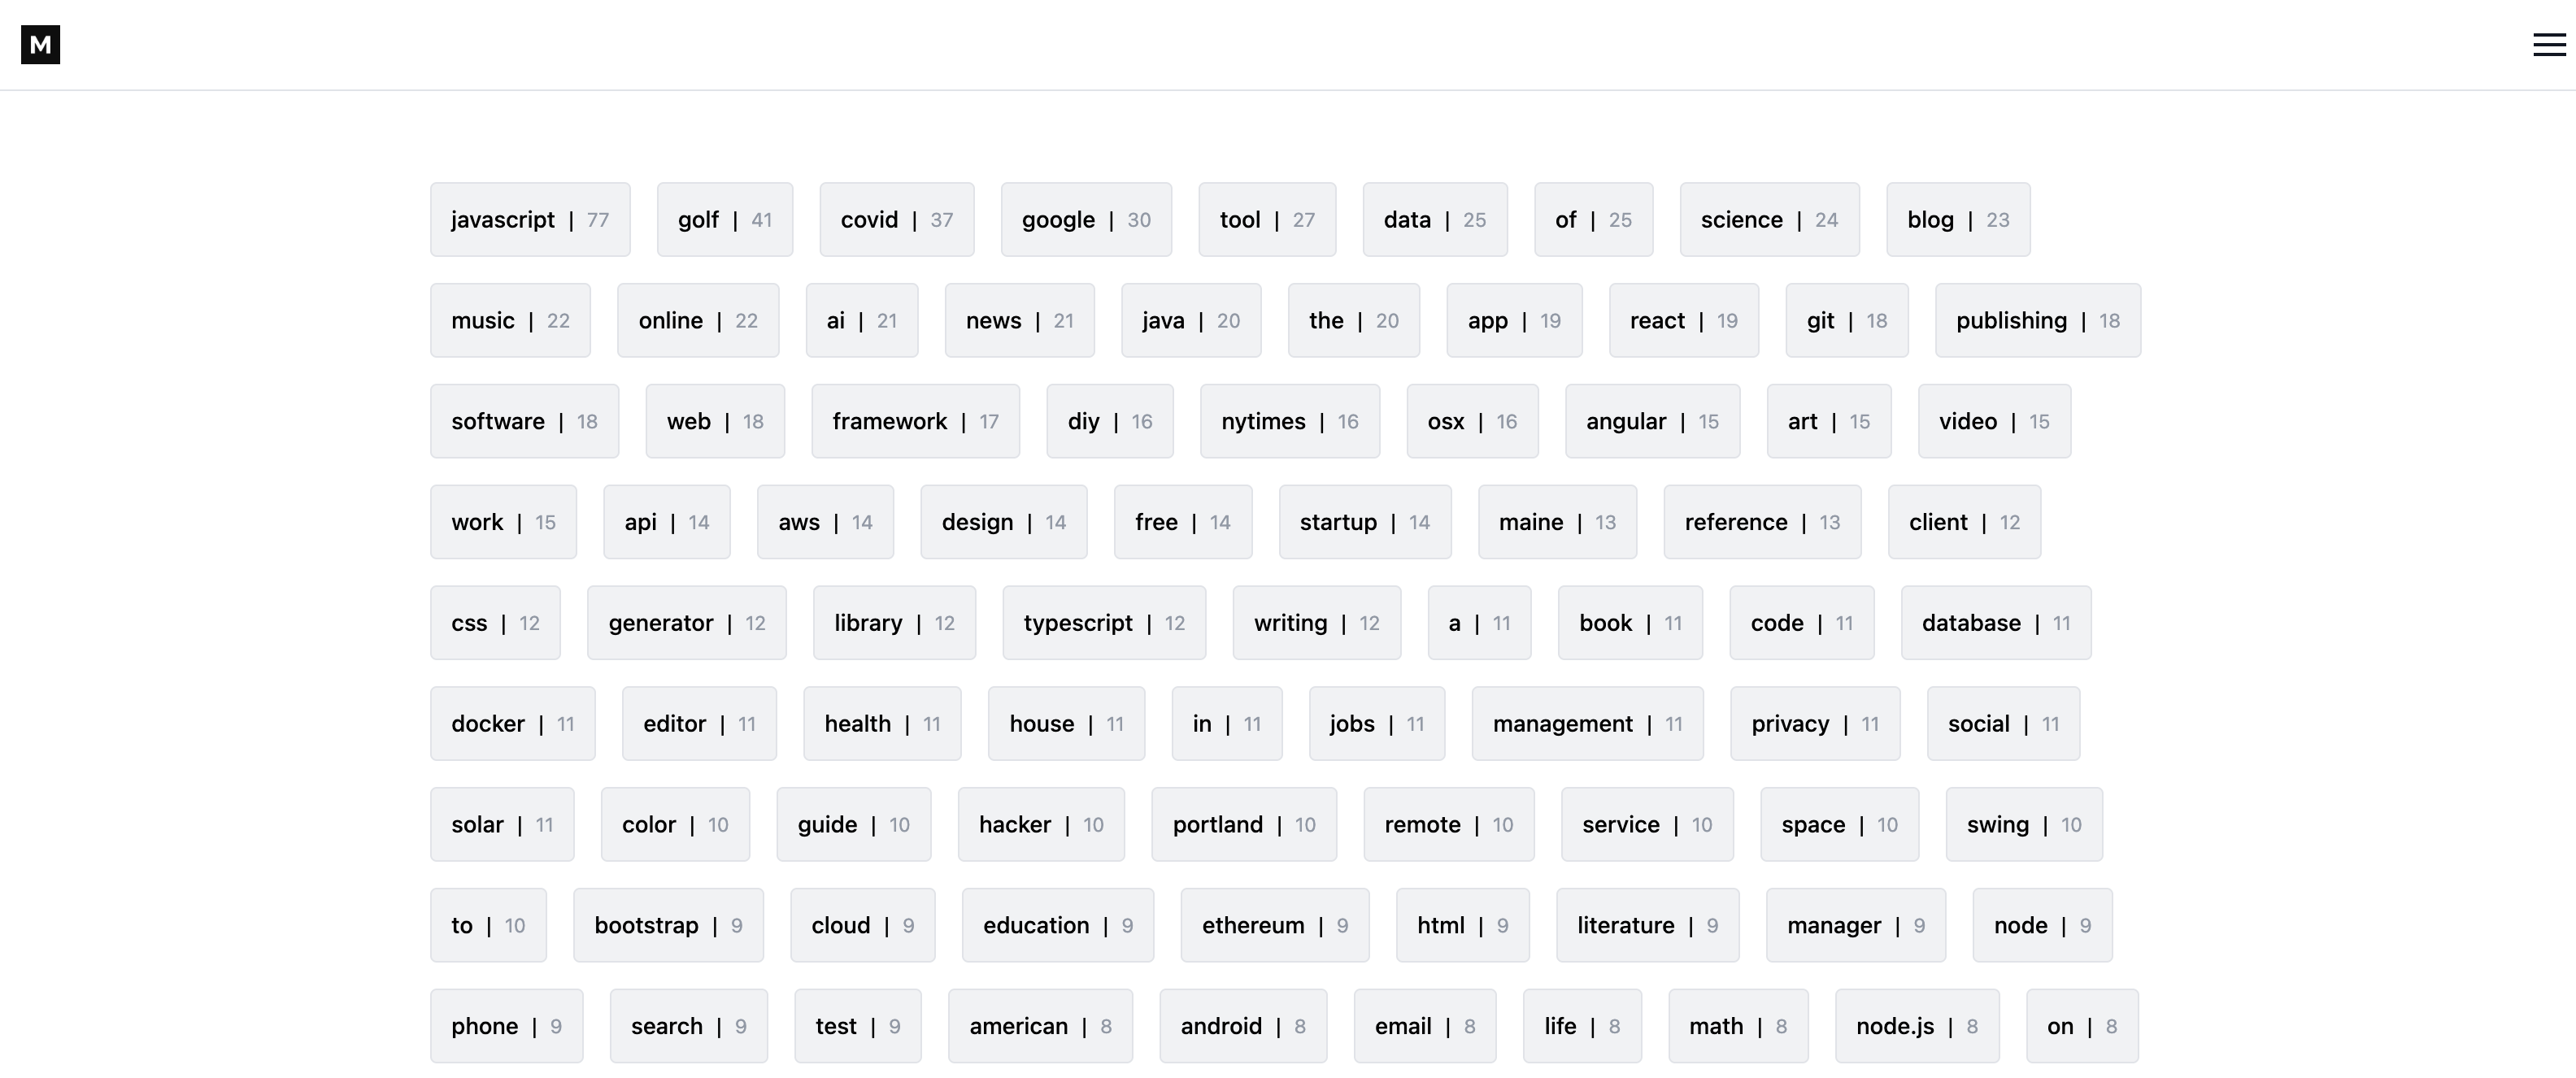 M
javascript | 77 golf | 41 covid | 37 google | 30 tool | 27 data | 25 of | 25 science | 24 blog | 23
music | 22 online | 22 ai | 21 news | 21 java | 20 the | 20 app | 19 react | 19 git | 18 publishing | 18
software | 18 web | 18 framework | 17 diy | 16 nytimes | 16 osx | 16 angular | 15 art | 15 video | 15
work | 15 api | 14 aws | 14 design | 14 free | 14 startup | 14 maine | 13 reference | 13 client | 12
css | 12 generator | 12 library | 12 typescript | 12 writing | 12 a | 11 book | 11 code | 11 database | 11
docker | 11 editor | 11 health | 11 house | 11 in | 11 jobs | 11 management | 11 privacy | 11 social | 11
solar | 11 color | 10 guide | 10 hacker | 10 portland | 10 remote | 10 service | 10 space | 10 swing | 10
to | 10 bootstrap | 9 cloud | 9 education | 9 ethereum | 9 html | 9 literature | 9 manager | 9 node | 9
phone | 9 search | 9 test | 9 american | 8 android | 8 email | 8 life | 8 math | 8 node.js | 8 on | 8